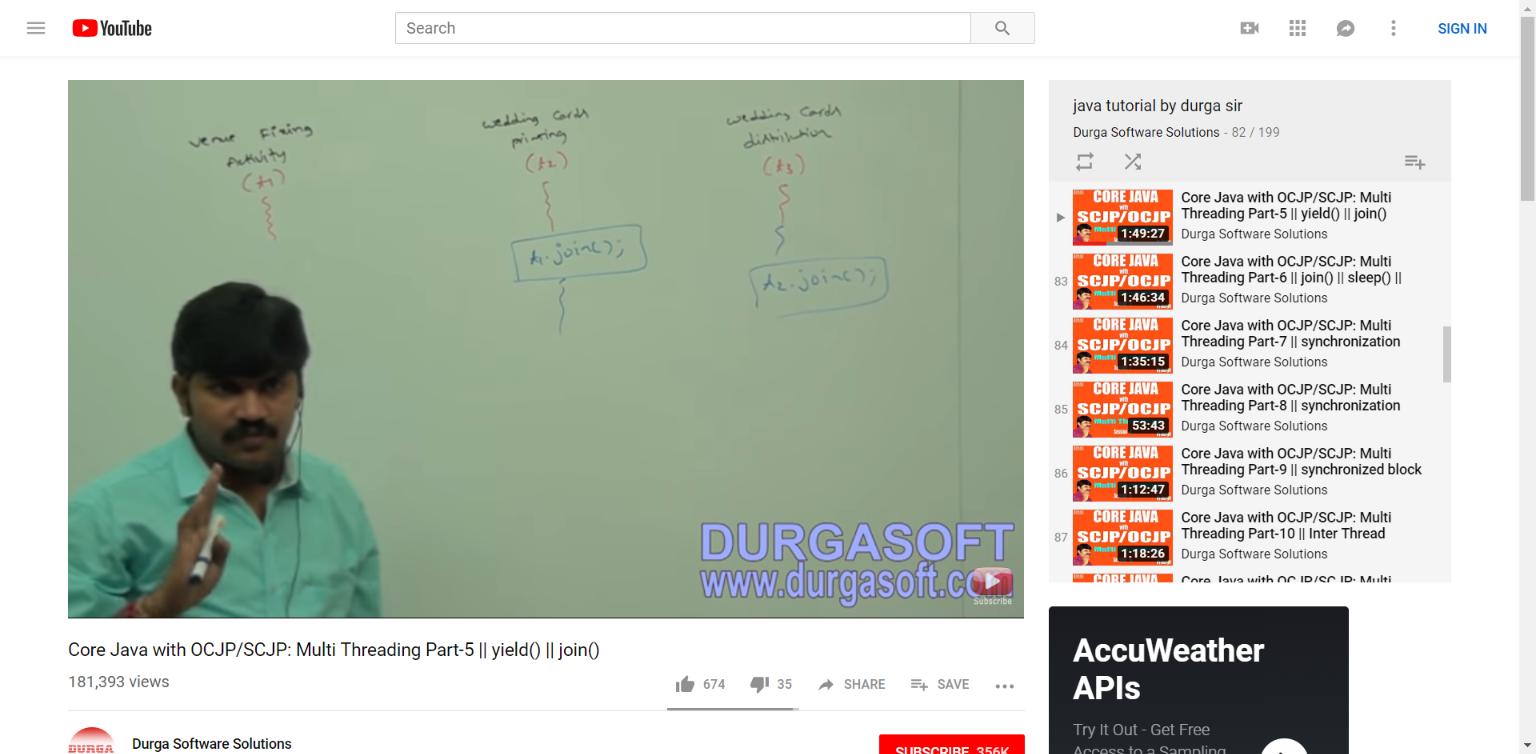 YouTube
Search
SIGN IN
venue Fixing
Activity
(t1)
wedding Cards
printing
(t2)
wedding Cards
distribution
(t3)
t1.join();
t2.join();
DURGASOFT
www.durgasoft.com
Subscribe
java tutorial by durga sir
Durga Software Solutions - 82 / 199
CORE JAVA
with
SCJP/OCJP
1:49:27
Core Java with OCJP/SCJP: Multi
Threading Part-5 || yield() || join()
Durga Software Solutions
83
CORE JAVA
with
SCJP/OCJP
1:46:34
Core Java with OCJP/SCJP: Multi
Threading Part-6 || join() || sleep() ||
Durga Software Solutions
84
CORE JAVA
with
SCJP/OCJP
1:35:15
Core Java with OCJP/SCJP: Multi
Threading Part-7 || synchronization
Durga Software Solutions
85
CORE JAVA
with
SCJP/OCJP
53:43
Core Java with OCJP/SCJP: Multi
Threading Part-8 || synchronization
Durga Software Solutions
86
CORE JAVA
with
SCJP/OCJP
1:12:47
Core Java with OCJP/SCJP: Multi
Threading Part-9 || synchronized block
Durga Software Solutions
87
CORE JAVA
with
SCJP/OCJP
1:18:26
Core Java with OCJP/SCJP: Multi
Threading Part-10 || Inter Thread
Durga Software Solutions
CORE JAVA
Core Java with OCJP/SCJP: Multi
Core Java with OCJP/SCJP: Multi Threading Part-5 || yield() || join()
181,393 views
674
35
SHARE
SAVE
DURGA
Durga Software Solutions
SUBSCRIBE 356K
AccuWeather
APIs
Try It Out - Get Free
Access to a Sampling